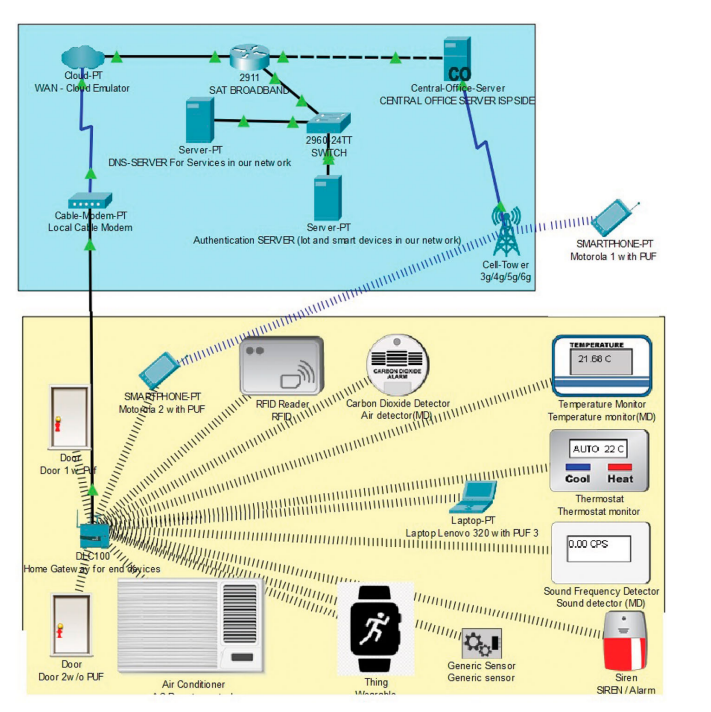 Cloud-PT
WAN - Cloud Emulator
2911
SAT BROADBAND
CO
Central-Office-Server
CENTRAL OFFICE SERVER ISP SIDE
Server-PT
DNS-SERVER For Services in our network
2960-24TT
SWITCH
Cable-Modem-PT
Local Cable Modem
Server-PT
Authentication SERVER (Iot and smart devices in our network)
Cell-Tower
3g/4g/5g/6g
SMARTPHONE-PT
Motorola 1 with PUF
SMARTPHONE-PT
Motorola 2 with PUF
RFID Reader
RFID
CARBON DIOXIDE
ALARM
Carbon Dioxide Detector
Air detector(MD)
TEMPERATURE
21.68 C
Temperature Monitor
Temperature monitor(MD)
Door
Door 1 w Puf
AUTO 22 C
Cool Heat
Thermostat
Thermostat monitor
Laptop-PT
Laptop Lenovo 320 with PUF 3
DLC100
Home Gateway for end devices
0.00 CPS
Sound Frequency Detector
Sound detector (MD)
Door
Door 2w/o PUF
Air Conditioner
Thing
Wearable
Generic Sensor
Generic sensor
Siren
SIREN / Alarm